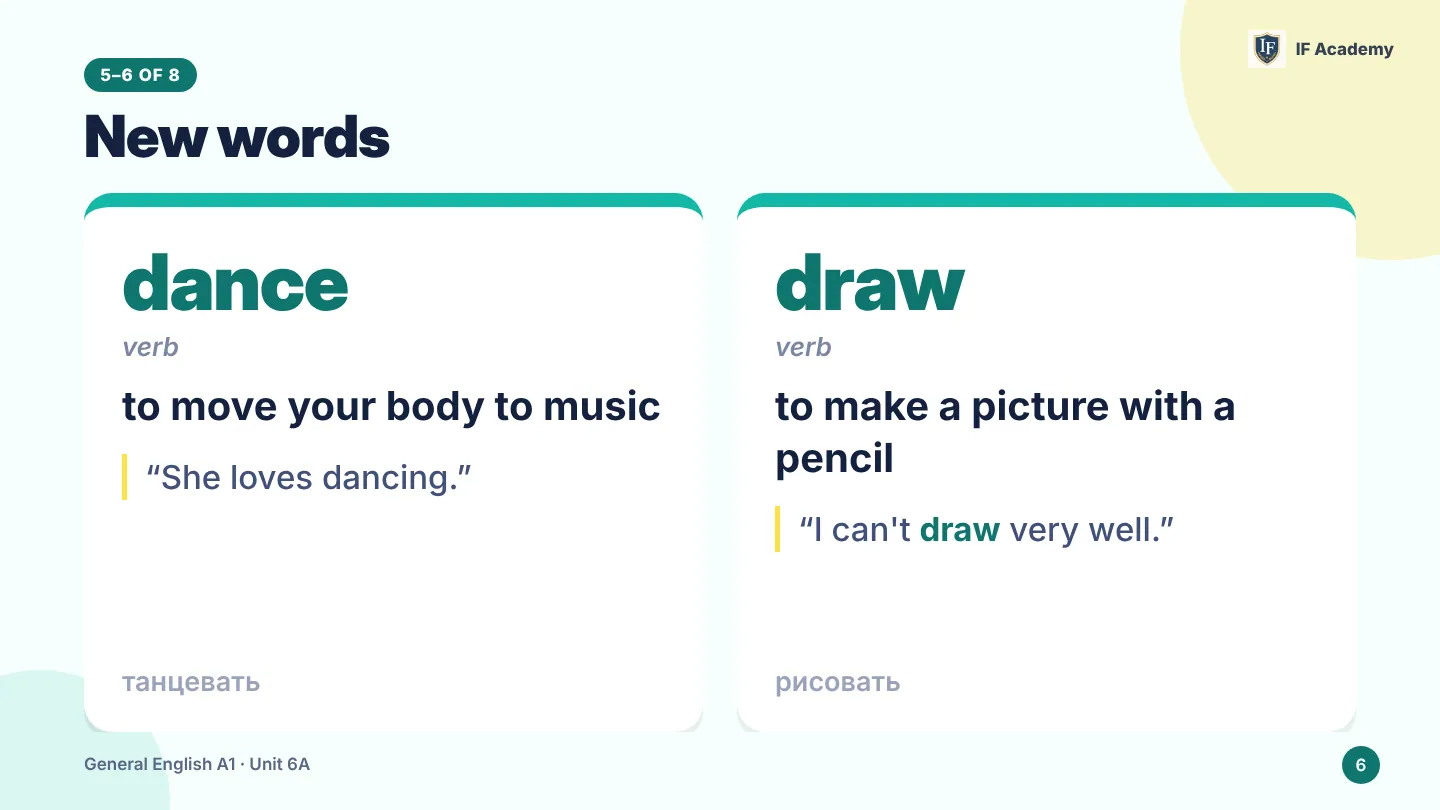 IF Academy
5–6 OF 8
New words
dance
verb
to move your body to music
“She loves dancing.”
танцевать
draw
verb
to make a picture with a
pencil
“I can't draw very well.”
рисовать
General English A1 · Unit 6A
6